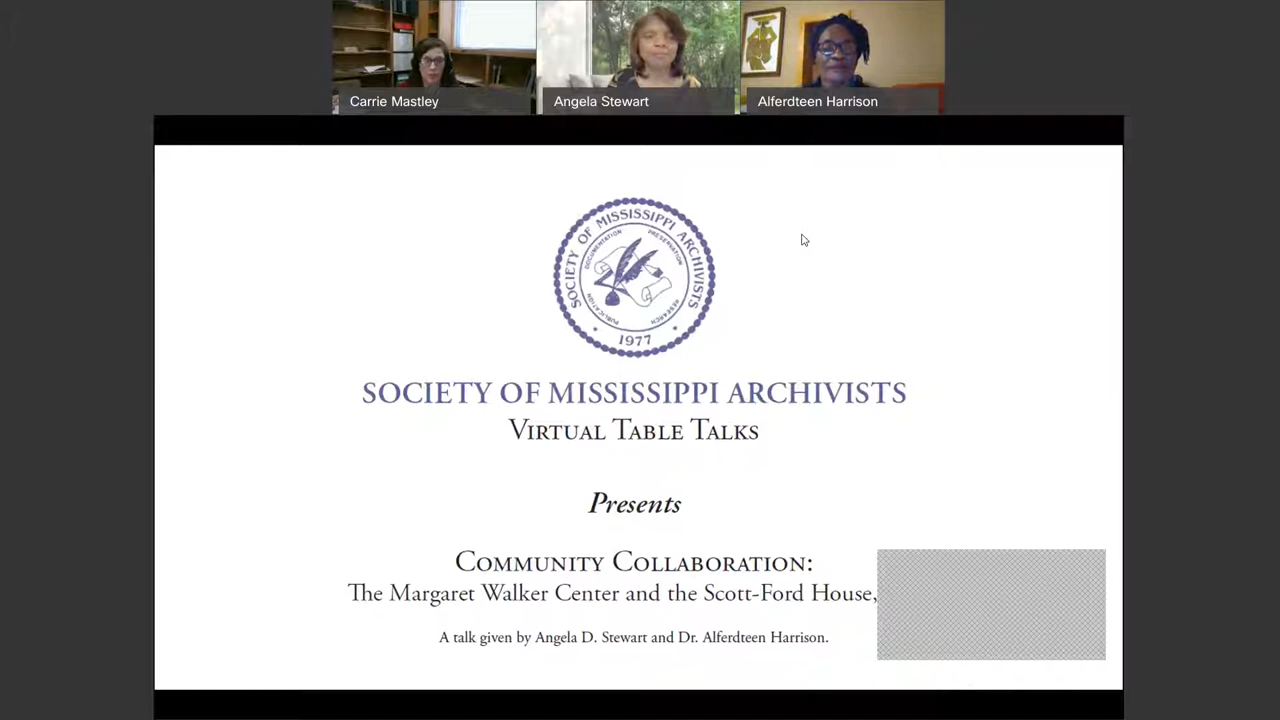 Carrie Mastley
Angela Stewart
Alferdteen Harrison
SOCIETY OF MISSISSIPPI ARCHIVISTS
DOCUMENTATION
PRESERVATION
PUBLICATION
RESEARCH
1977
SOCIETY OF MISSISSIPPI ARCHIVISTS
VIRTUAL TABLE TALKS
Presents
COMMUNITY COLLABORATION:
The Margaret Walker Center and the Scott-Ford House,
A talk given by Angela D. Stewart and Dr. Alferdteen Harrison.